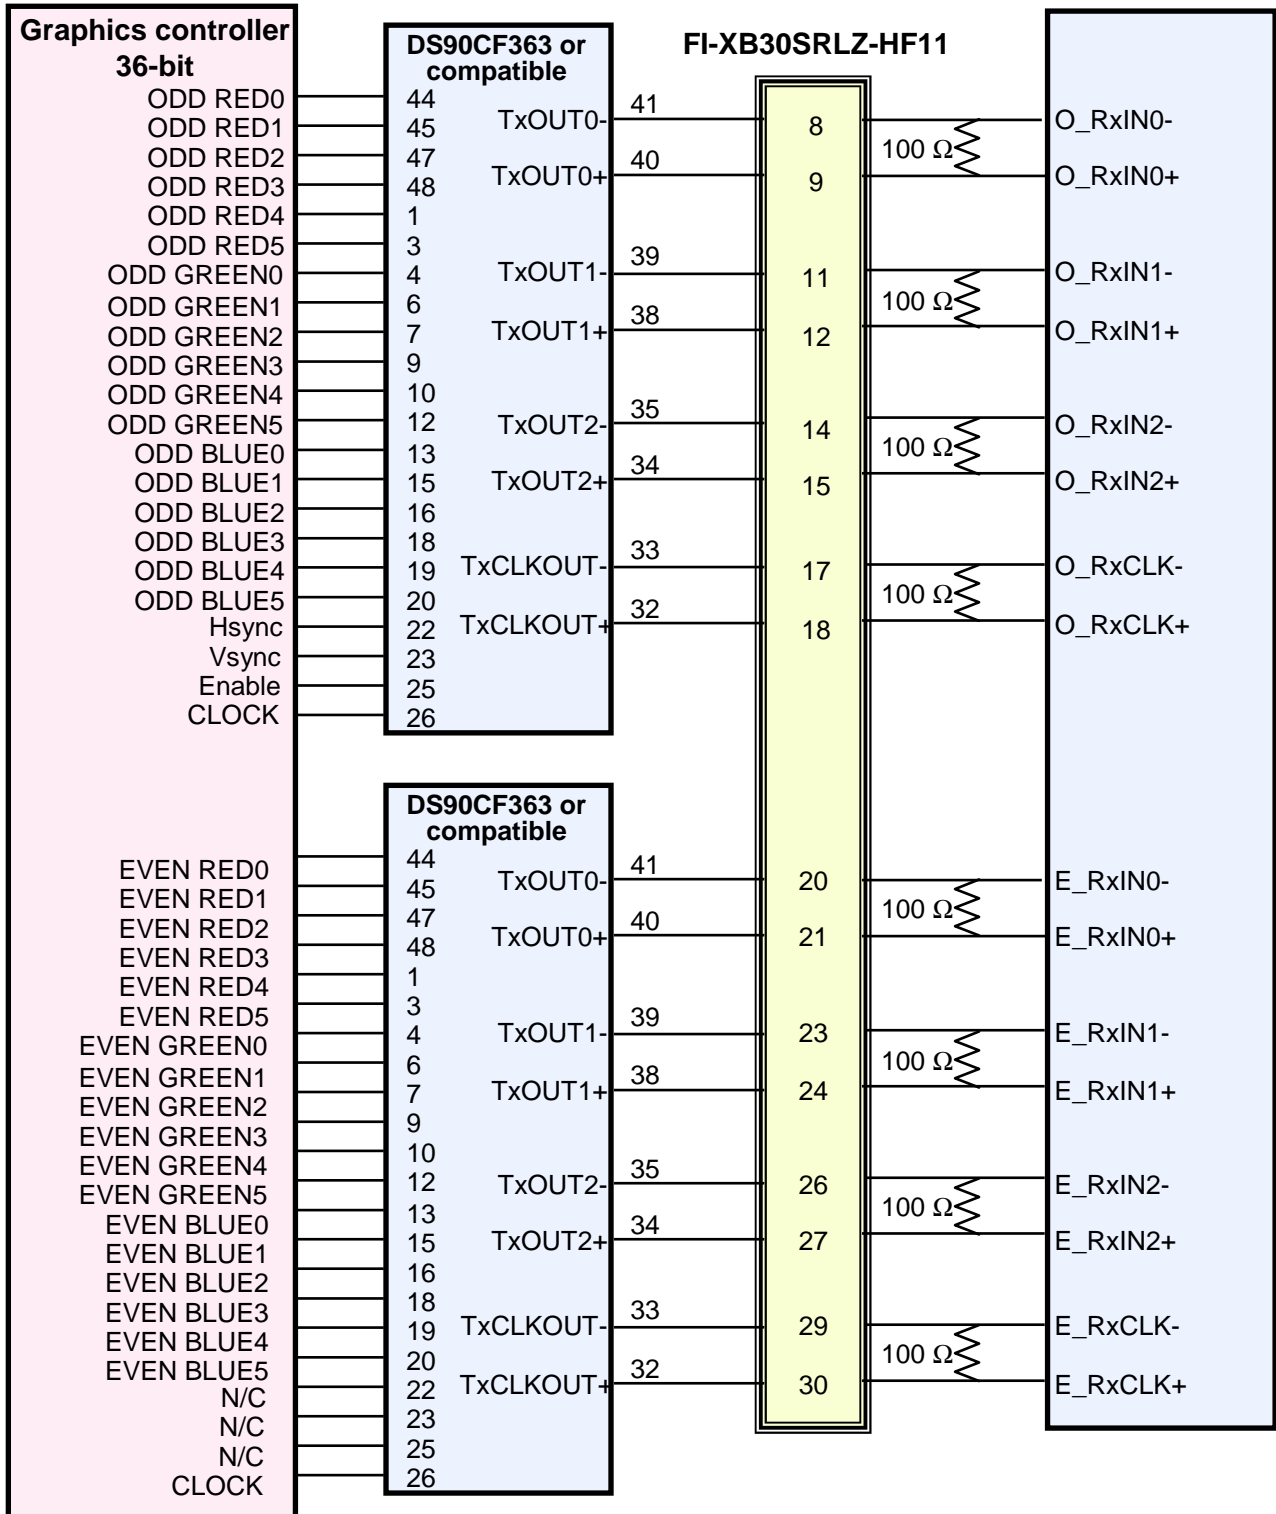 Graphics controller
36-bit
ODD RED0
ODD RED1
ODD RED2
ODD RED3
ODD RED4
ODD RED5
ODD GREEN0
ODD GREEN1
ODD GREEN2
ODD GREEN3
ODD GREEN4
ODD GREEN5
ODD BLUE0
ODD BLUE1
ODD BLUE2
ODD BLUE3
ODD BLUE4
ODD BLUE5
Hsync
Vsync
Enable
CLOCK
EVEN RED0
EVEN RED1
EVEN RED2
EVEN RED3
EVEN RED4
EVEN RED5
EVEN GREEN0
EVEN GREEN1
EVEN GREEN2
EVEN GREEN3
EVEN GREEN4
EVEN GREEN5
EVEN BLUE0
EVEN BLUE1
EVEN BLUE2
EVEN BLUE3
EVEN BLUE4
EVEN BLUE5
N/C
N/C
N/C
CLOCK
DS90CF363 or
compatible
44
45
47
48
1
3
4
6
7
9
10
12
13
15
16
18
19
20
22
23
25
26
TxOUT0-
TxOUT0+
TxOUT1-
TxOUT1+
TxOUT2-
TxOUT2+
TxCLKOUT-
TxCLKOUT+
41
40
39
38
35
34
33
32
DS90CF363 or
compatible
44
45
47
48
1
3
4
6
7
9
10
12
13
15
16
18
19
20
22
23
25
26
TxOUT0-
TxOUT0+
TxOUT1-
TxOUT1+
TxOUT2-
TxOUT2+
TxCLKOUT-
TxCLKOUT+
41
40
39
38
35
34
33
32
FI-XB30SRLZ-HF11
8
9
11
12
14
15
17
18
20
21
23
24
26
27
29
30
100 Ω
100 Ω
100 Ω
100 Ω
100 Ω
100 Ω
100 Ω
100 Ω
O_RxIN0-
O_RxIN0+
O_RxIN1-
O_RxIN1+
O_RxIN2-
O_RxIN2+
O_RxCLK-
O_RxCLK+
E_RxIN0-
E_RxIN0+
E_RxIN1-
E_RxIN1+
E_RxIN2-
E_RxIN2+
E_RxCLK-
E_RxCLK+